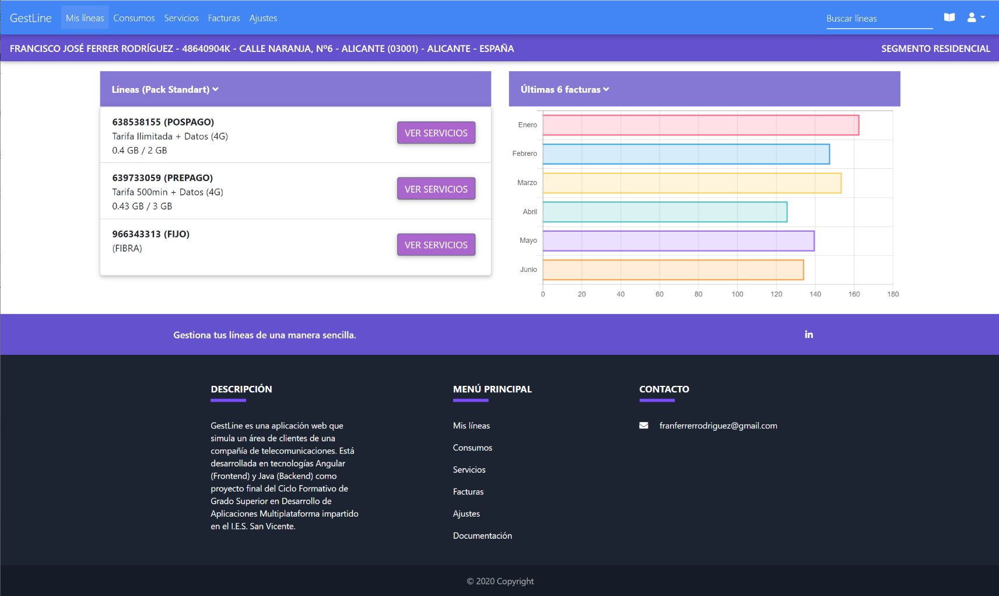 GestLine Mis líneas Consumos Servicios Facturas Ajustes Buscar líneas
FRANCISCO JOSÉ FERRER RODRÍGUEZ - 48640904K - CALLE NARANJA, Nº6 - ALICANTE (03001) - ALICANTE - ESPAÑA SEGMENTO RESIDENCIAL
Líneas (Pack Standart)
638538155 (POSPAGO)
Tarifa Ilimitada + Datos (4G)
0.4 GB / 2 GB
VER SERVICIOS
639733059 (PREPAGO)
Tarifa 500min + Datos (4G)
0.43 GB / 3 GB
VER SERVICIOS
966343313 (FIJO)
(FIBRA)
VER SERVICIOS
Últimas 6 facturas
Enero
Febrero
Marzo
Abril
Mayo
Junio
0 20 40 60 80 100 120 140 160 180
Gestiona tus líneas de una manera sencilla.
in
DESCRIPCIÓN
GestLine es una aplicación web que
simula un área de clientes de una
compañía de telecomunicaciones. Está
desarrollada en tecnologías Angular
(Frontend) y Java (Backend) como
proyecto final del Ciclo Formativo de
Grado Superior en Desarrollo de
Aplicaciones Multiplataforma impartido
en el I.E.S. San Vicente.
MENÚ PRINCIPAL
Mis líneas
Consumos
Servicios
Facturas
Ajustes
Documentación
CONTACTO
franferrerrodriguez@gmail.com
© 2020 Copyright